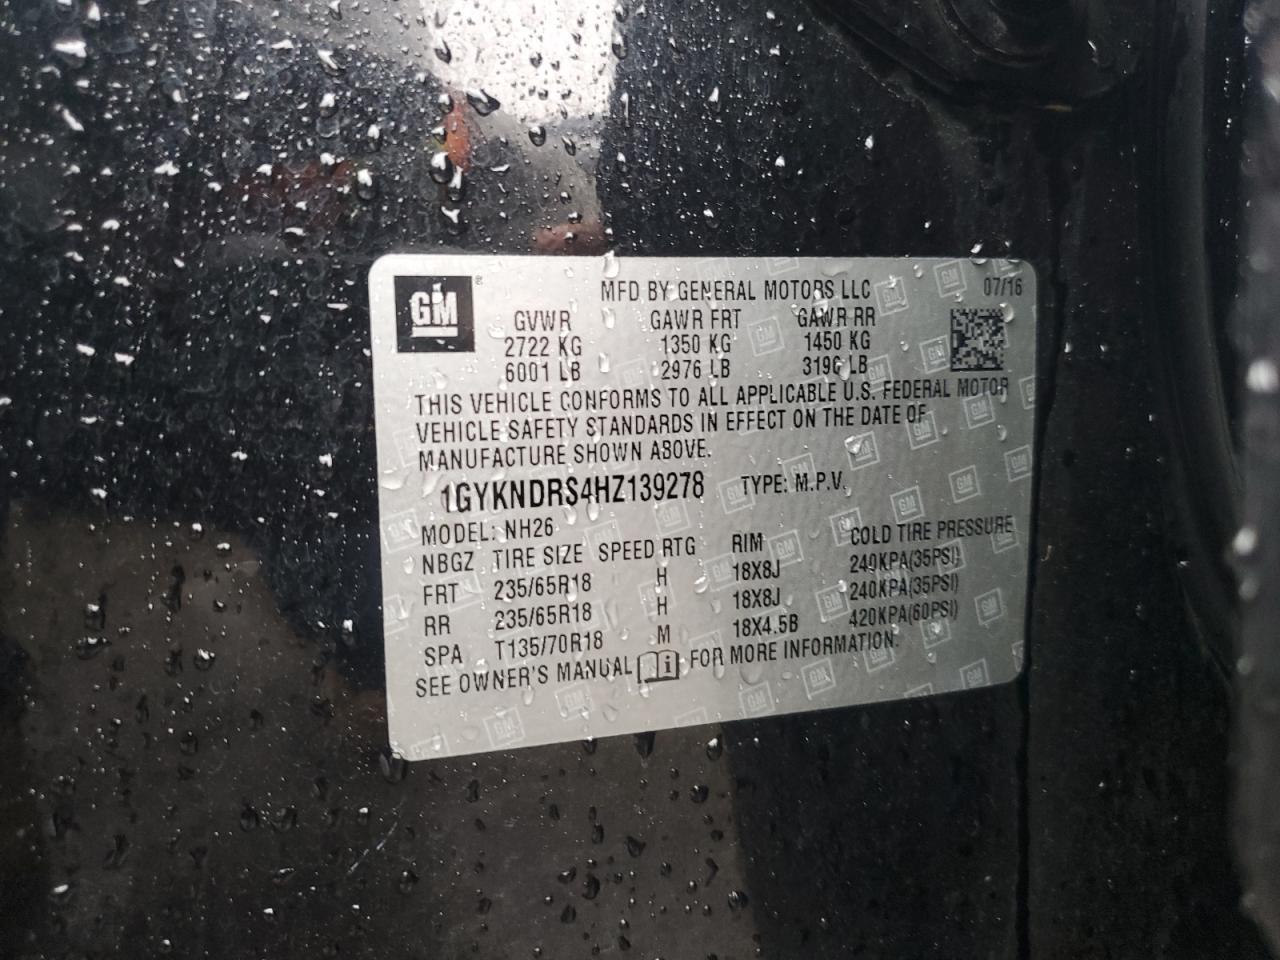 GM ®
MFD BY GENERAL MOTORS LLC 07/16
GVWR GAWR FRT GAWR RR
2722 KG 1350 KG 1450 KG
6001 LB 2976 LB 3196 LB
THIS VEHICLE CONFORMS TO ALL APPLICABLE U.S. FEDERAL MOTOR
VEHICLE SAFETY STANDARDS IN EFFECT ON THE DATE OF
MANUFACTURE SHOWN ABOVE.
1GYKNDRS4HZ139278 TYPE: M.P.V.
MODEL: NH26
NBGZ TIRE SIZE SPEED RTG RIM COLD TIRE PRESSURE
FRT 235/65R18 H 18X8J 240KPA(35PSI)
RR 235/65R18 H 18X8J 240KPA(35PSI)
SPA T135/70R18 M 18X4.5B 420KPA(60PSI)
SEE OWNER'S MANUAL FOR MORE INFORMATION.